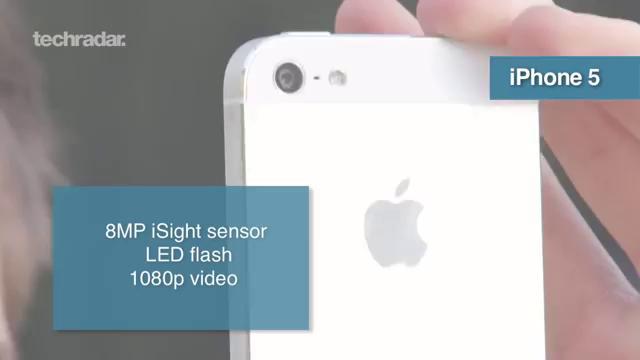 techradar.
iPhone 5
8MP iSight sensor
LED flash
1080p video